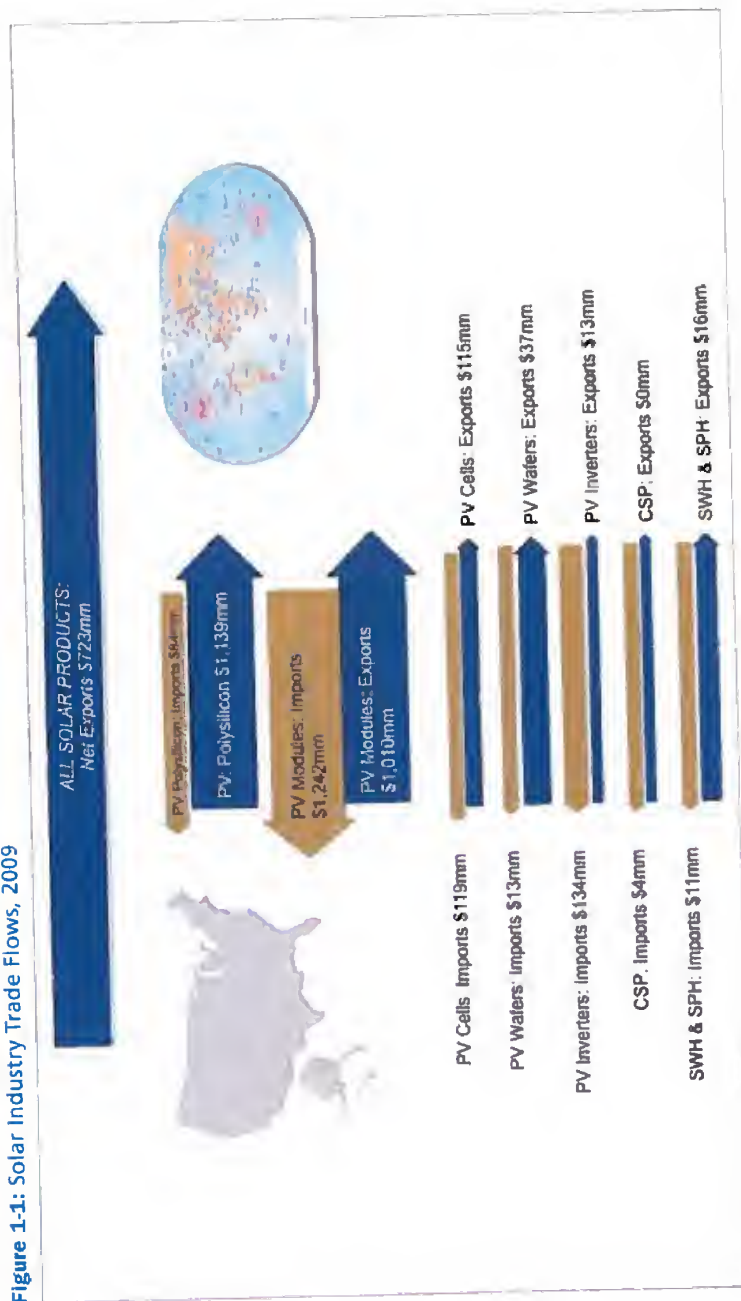 Figure 1-1: Solar Industry Trade Flows, 2009
ALL SOLAR PRODUCTS:
Net Exports $723mm
PV Polysilicon: Imports $84mm
PV: Polysilicon $1,139mm
PV Modules: Imports
$1,242mm
PV Modules: Exports
$1,010mm
PV Cells Imports $119mm
PV Cells: Exports $115mm
PV Wafers: Imports $13mm
PV Wafers: Exports $37mm
PV Inverters: Imports $134mm
PV Inverters: Exports $13mm
CSP. Imports $4mm
CSP: Exports $0mm
SWH & SPH: Imports $11mm
SWH & SPH: Exports $16mm